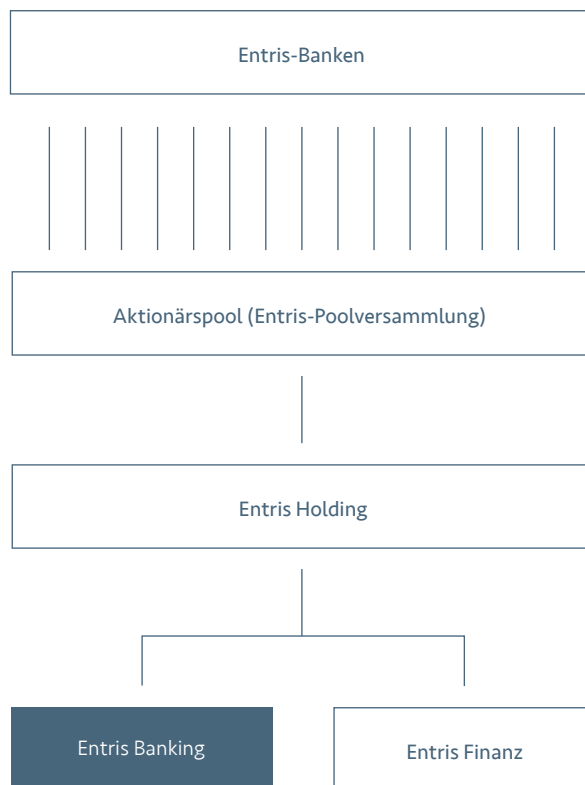 Entris-Banken
Aktionärspool (Entris-Poolversammlung)
Entris Holding
Entris Banking
Entris Finanz